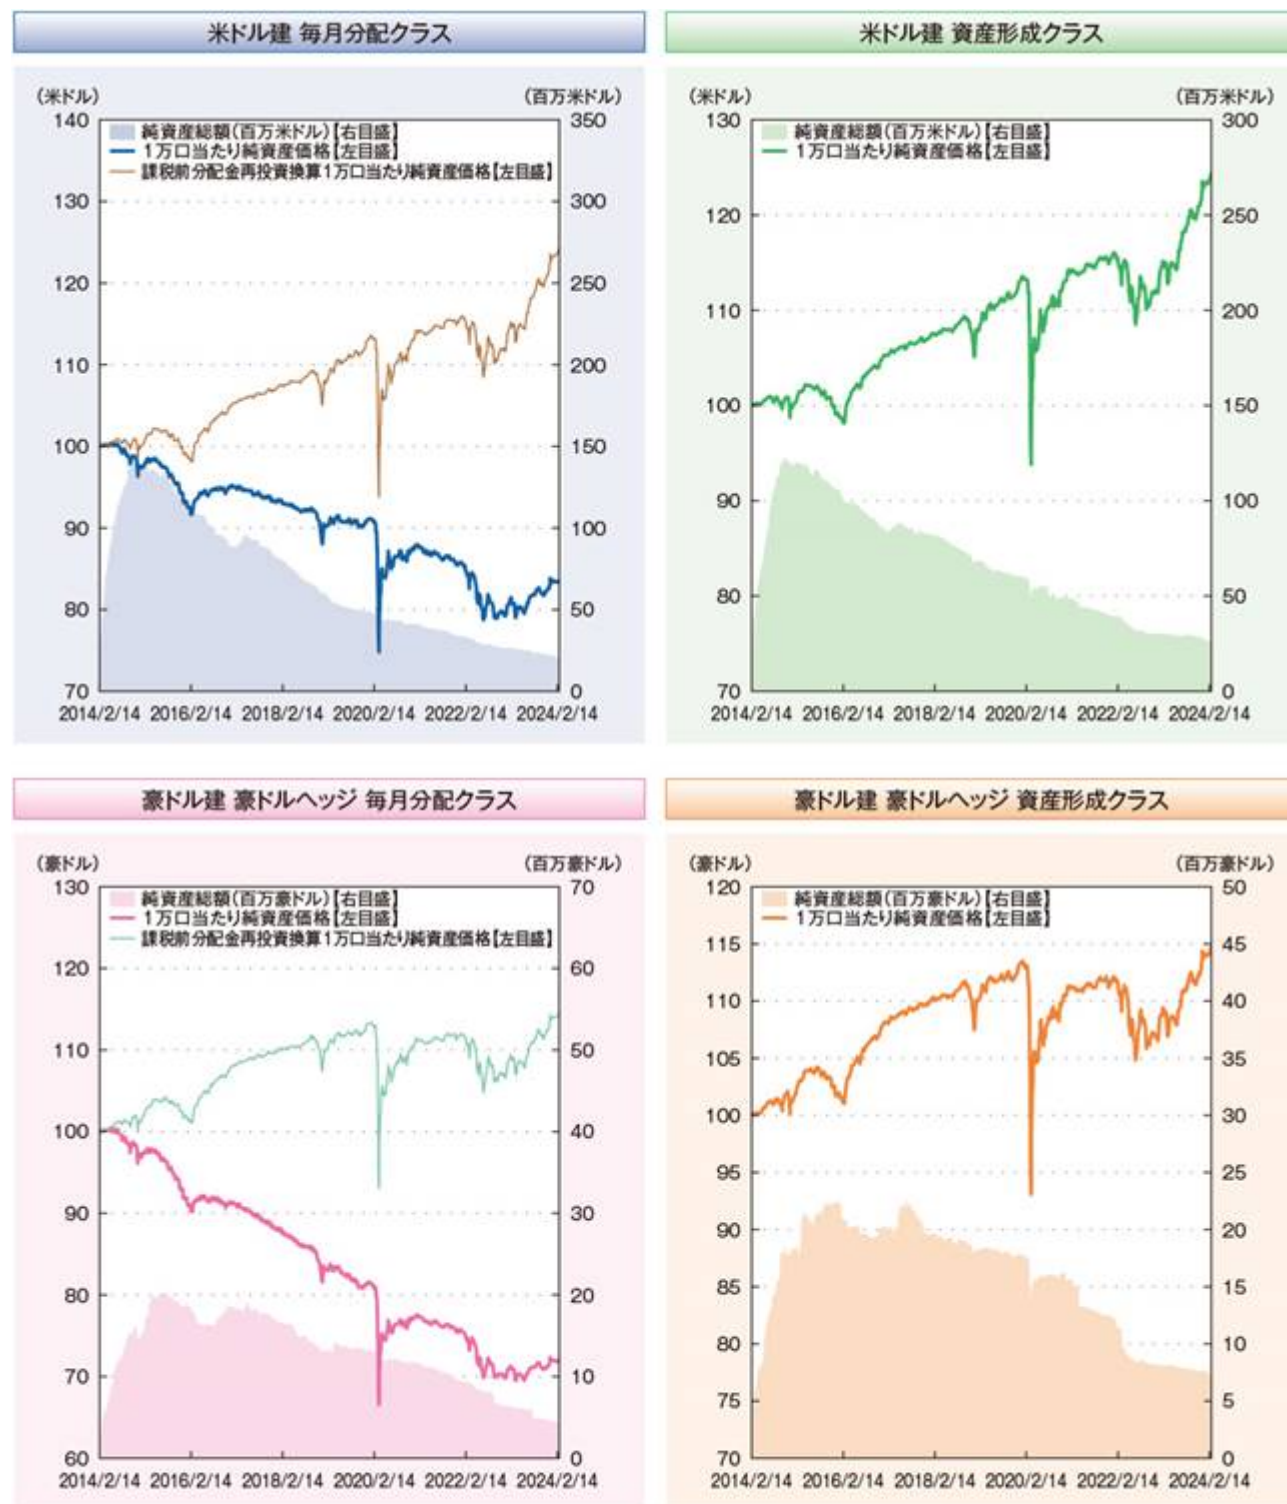 米ドル建 毎月分配クラス
(米ドル)
(百万米ドル)
純資産総額(百万米ドル)【右目盛】
1万口当たり純資産価格【左目盛】
課税前分配金再投資換算1万口当たり純資産価格【左目盛】
140
130
120
110
100
90
80
70
350
300
250
200
150
100
50
0
2014/2/14 2016/2/14 2018/2/14 2020/2/14 2022/2/14 2024/2/14
米ドル建 資産形成クラス
(米ドル)
(百万米ドル)
純資産総額(百万米ドル)【右目盛】
1万口当たり純資産価格【左目盛】
130
120
110
100
90
80
70
300
250
200
150
100
50
0
2014/2/14 2016/2/14 2018/2/14 2020/2/14 2022/2/14 2024/2/14
豪ドル建 豪ドルヘッジ 毎月分配クラス
(豪ドル)
(百万豪ドル)
純資産総額(百万豪ドル)【右目盛】
1万口当たり純資産価格【左目盛】
課税前分配金再投資換算1万口当たり純資産価格【左目盛】
130
120
110
100
90
80
70
60
70
60
50
40
30
20
10
0
2014/2/14 2016/2/14 2018/2/14 2020/2/14 2022/2/14 2024/2/14
豪ドル建 豪ドルヘッジ 資産形成クラス
(豪ドル)
(百万豪ドル)
純資産総額(百万豪ドル)【右目盛】
1万口当たり純資産価格【左目盛】
120
115
110
105
100
95
90
85
80
75
70
50
45
40
35
30
25
20
15
10
5
0
2014/2/14 2016/2/14 2018/2/14 2020/2/14 2022/2/14 2024/2/14